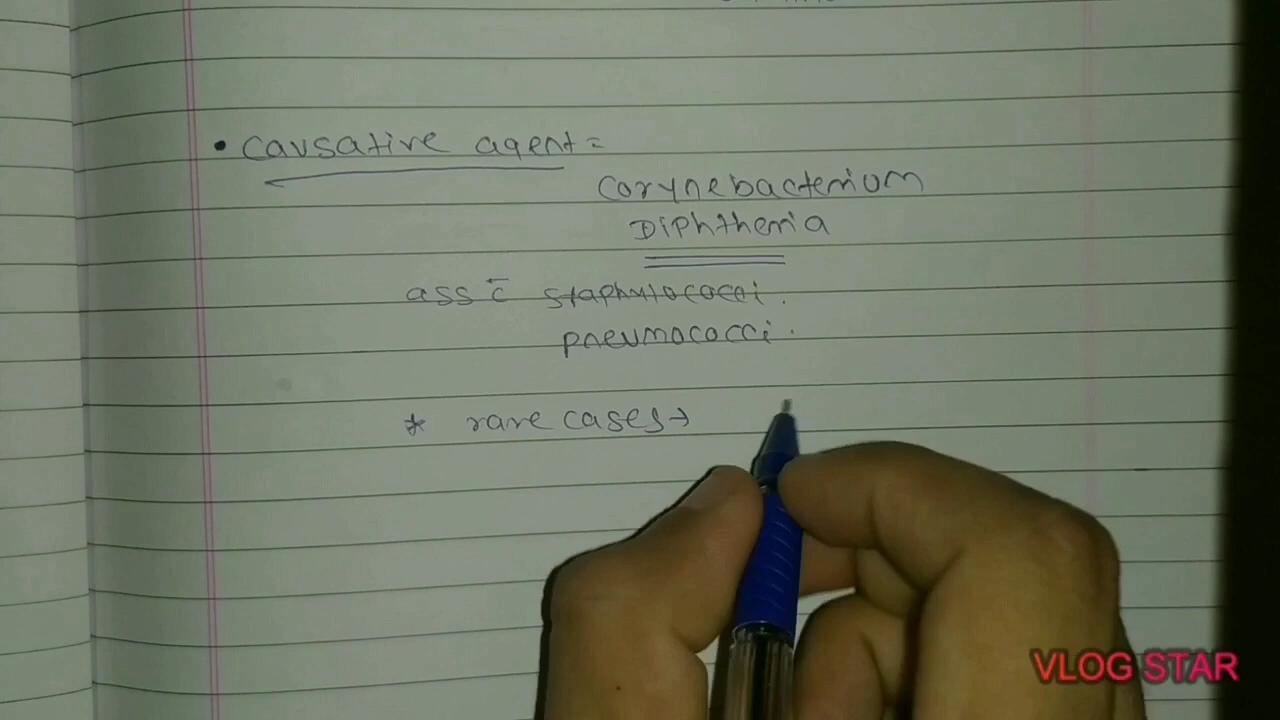 • Causative agent =
Corynebacterium
Diphtheria
ass c̄ staphylococci.
pneumococci.
* rare cases →
VLOG STAR